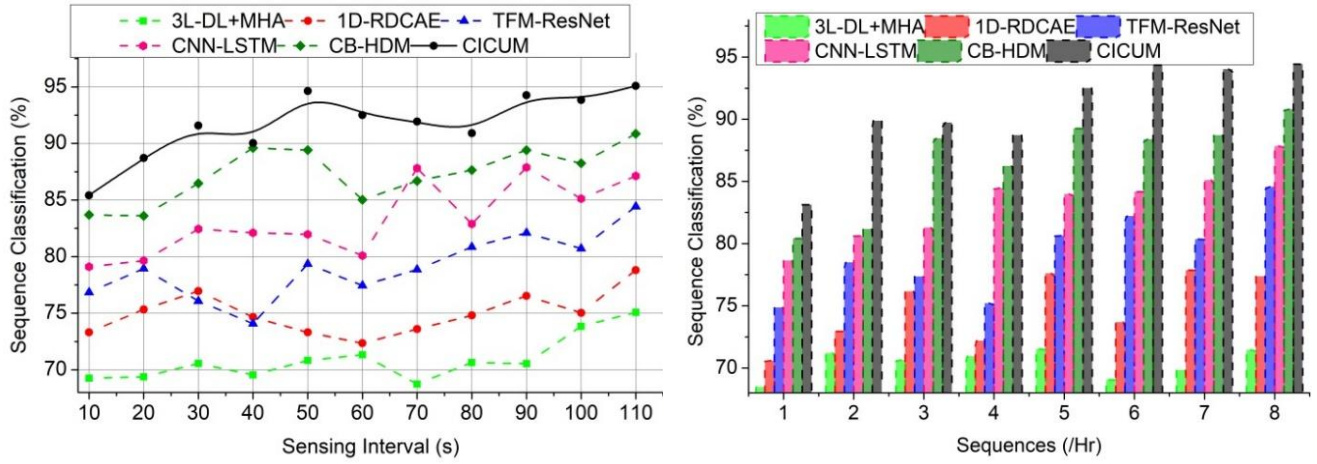 3L-DL+MHA 1D-RDCAE TFM-ResNet
CNN-LSTM CB-HDM CICUM
95
90
85
80
75
70
Sequence Classification (%)
10 20 30 40 50 60 70 80 90 100 110
Sensing Interval (s)
3L-DL+MHA 1D-RDCAE TFM-ResNet
CNN-LSTM CB-HDM CICUM
95
90
85
80
75
70
Sequence Classification (%)
1 2 3 4 5 6 7 8
Sequences (/Hr)